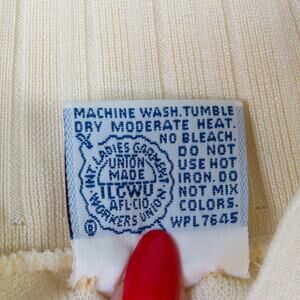 MACHINE WASH. TUMBLE
DRY MODERATE HEAT.
NO BLEACH.
DO NOT
USE HOT
IRON. DO
NOT MIX
COLORS.
WPL 7645
INT. LADIES GARMENT
WORKERS UNION
UNION
MADE
ILGWU
AFL-CIO
®